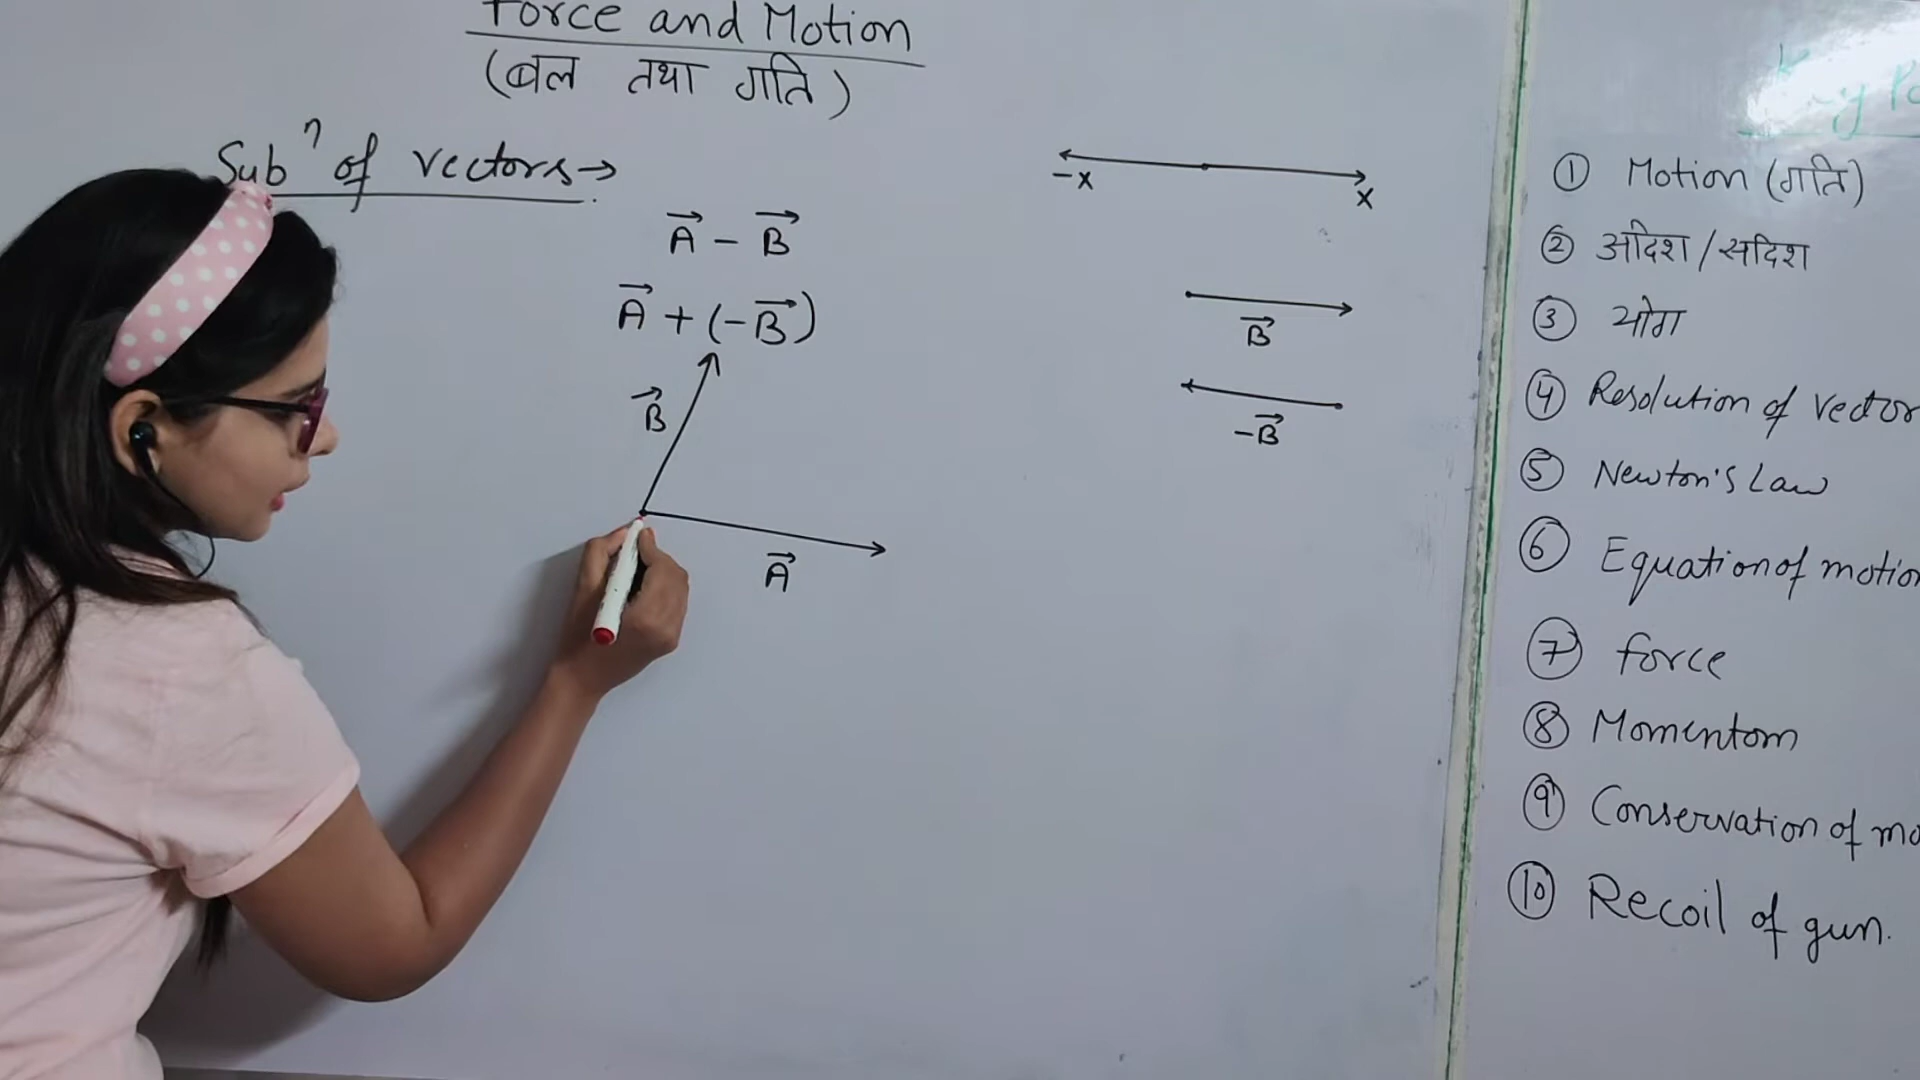 Force and Motion
(बल तथा गति)
Subⁿ of vectors→
A⃗ – B⃗
A⃗ + (–B⃗)
B⃗
A⃗
–x
x
B⃗
–B⃗
① Motion (गति)
② अदिश / सदिश
③ योग
④ Resolution of vector
⑤ Newton's Law
⑥ Equation of motion
⑦ force
⑧ Momentom
⑨ Conservation of mo
⑩ Recoil of gun.